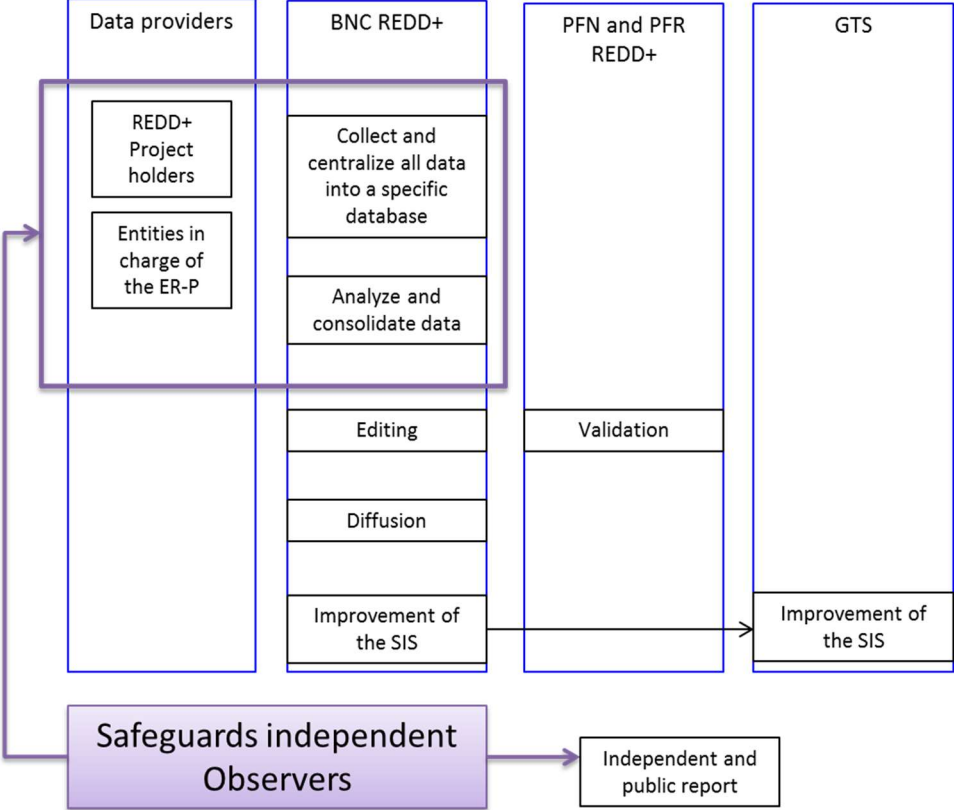 Data providers
BNC REDD+
PFN and PFR
REDD+
GTS
REDD+
Project
holders
Entities in
charge of
the ER-P
Collect and
centralize all data
into a specific
database
Analyze and
consolidate data
Editing
Validation
Diffusion
Improvement of
the SIS
Improvement of
the SIS
Safeguards independent
Observers
Independent and
public report